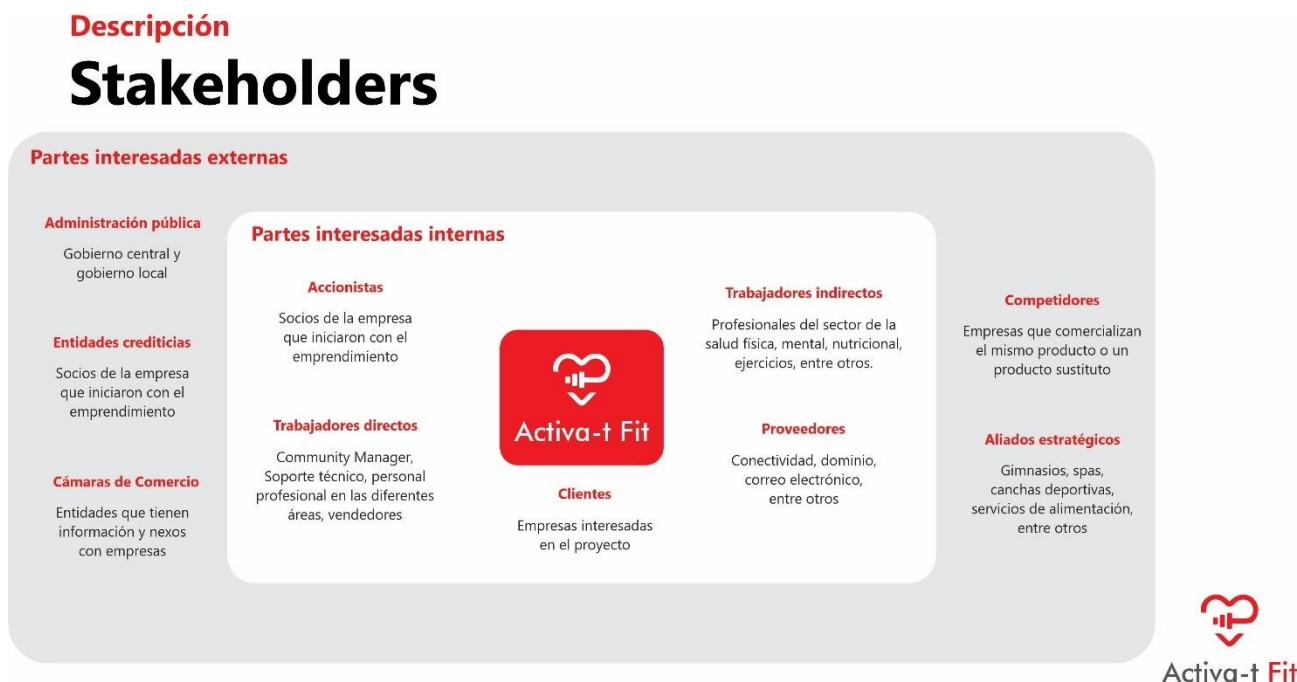 Descripción
Stakeholders
Partes interesadas externas
Administración pública
Gobierno central y
gobierno local
Entidades crediticias
Socios de la empresa
que iniciaron con el
emprendimiento
Cámaras de Comercio
Entidades que tienen
información y nexos
con empresas
Partes interesadas internas
Accionistas
Socios de la empresa
que iniciaron con el
emprendimiento
Trabajadores directos
Community Manager,
Soporte técnico, personal
profesional en las diferentes
áreas, vendedores
Activa-t Fit
Clientes
Empresas interesadas
en el proyecto
Trabajadores indirectos
Profesionales del sector de la
salud física, mental, nutricional,
ejercicios, entre otros.
Proveedores
Conectividad, dominio,
correo electrónico,
entre otros
Competidores
Empresas que comercializan
el mismo producto o un
producto sustituto
Aliados estratégicos
Gimnasios, spas,
canchas deportivas,
servicios de alimentación,
entre otros
Activa-t Fit